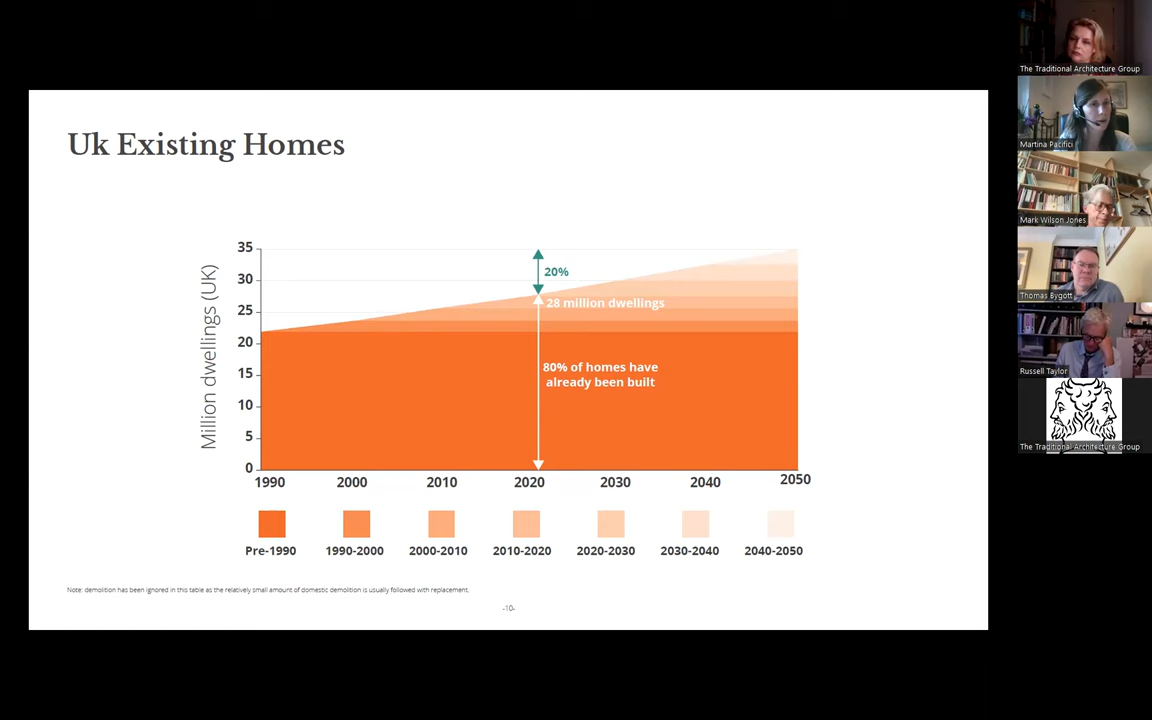 Uk Existing Homes
Million dwellings (UK)
35
30
25
20
15
10
5
0
20%
28 million dwellings
80% of homes have
already been built
1990
2000
2010
2020
2030
2040
2050
Pre-1990
1990-2000
2000-2010
2010-2020
2020-2030
2030-2040
2040-2050
Note: demolition has been ignored in this table as the relatively small amount of domestic demolition is usually followed with replacement.
-10-
The Traditional Architecture Group
Martina Pacifici
Mark Wilson Jones
Thomas Bygott
Russell Taylor
The Traditional Architecture Group